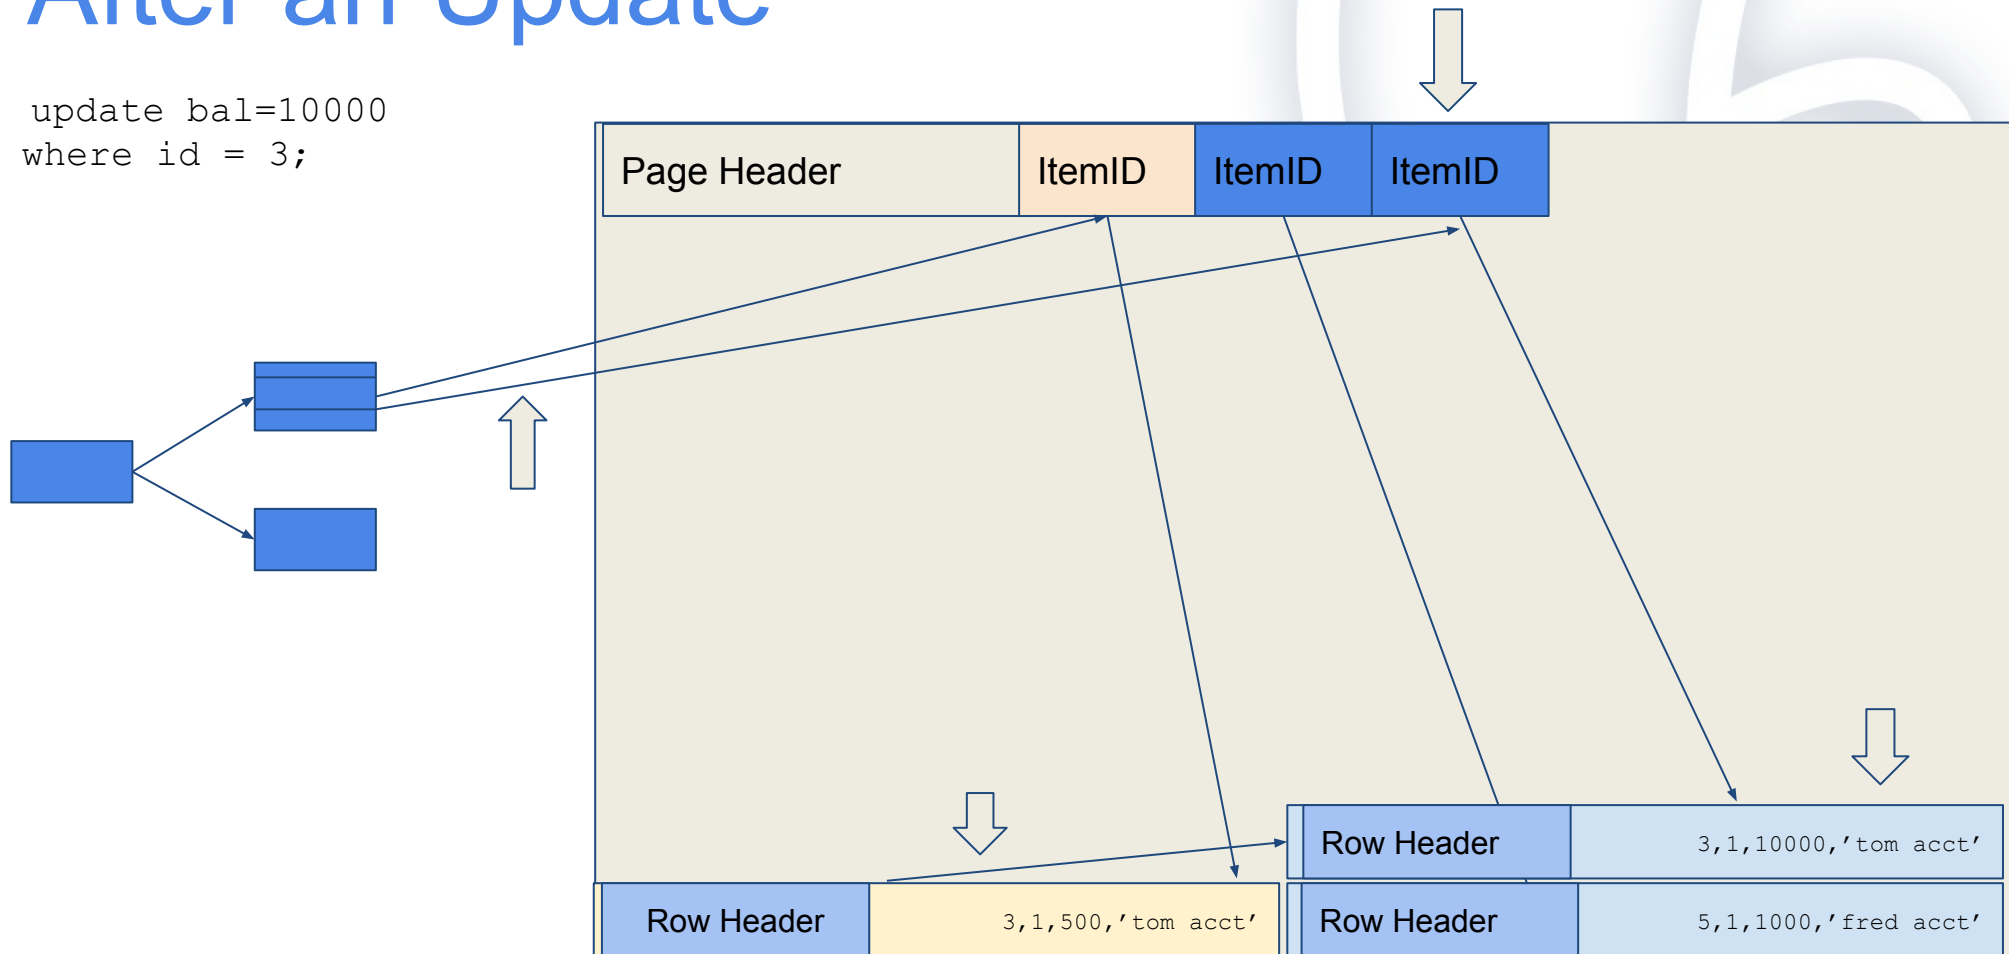 After an Update
update bal=10000
where id = 3;
Page Header
ItemID
ItemID
ItemID
Row Header
3,1,10000,’tom acct’
Row Header
3,1,500,’tom acct’
Row Header
5,1,1000,’fred acct’